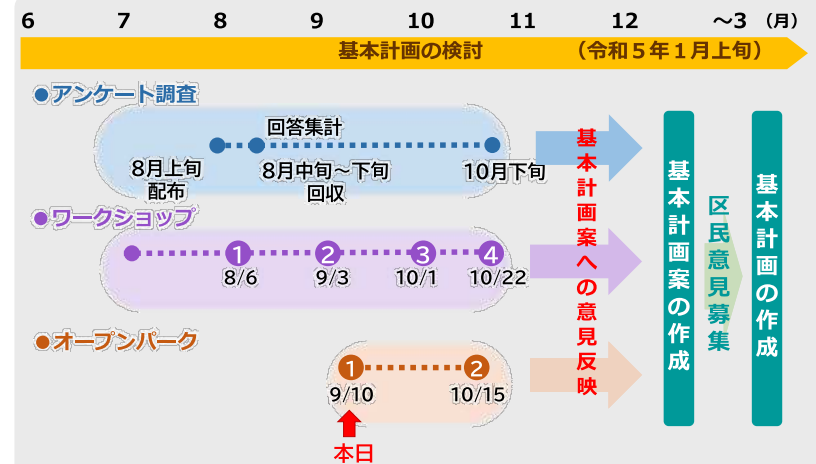 6 7 8 9 10 11 12 ～3 （月）
基本計画の検討 （令和５年１月上旬）
●アンケート調査
回答集計
8月上旬
配布
8月中旬～下旬
回収
10月下旬
●ワークショップ
1 2 3 4
8/6 9/3 10/1 10/22
●オープンパーク
1 2
9/10 10/15
本日
基本計画案への意見反映
基本計画案の作成
区民意見募集
基本計画の作成